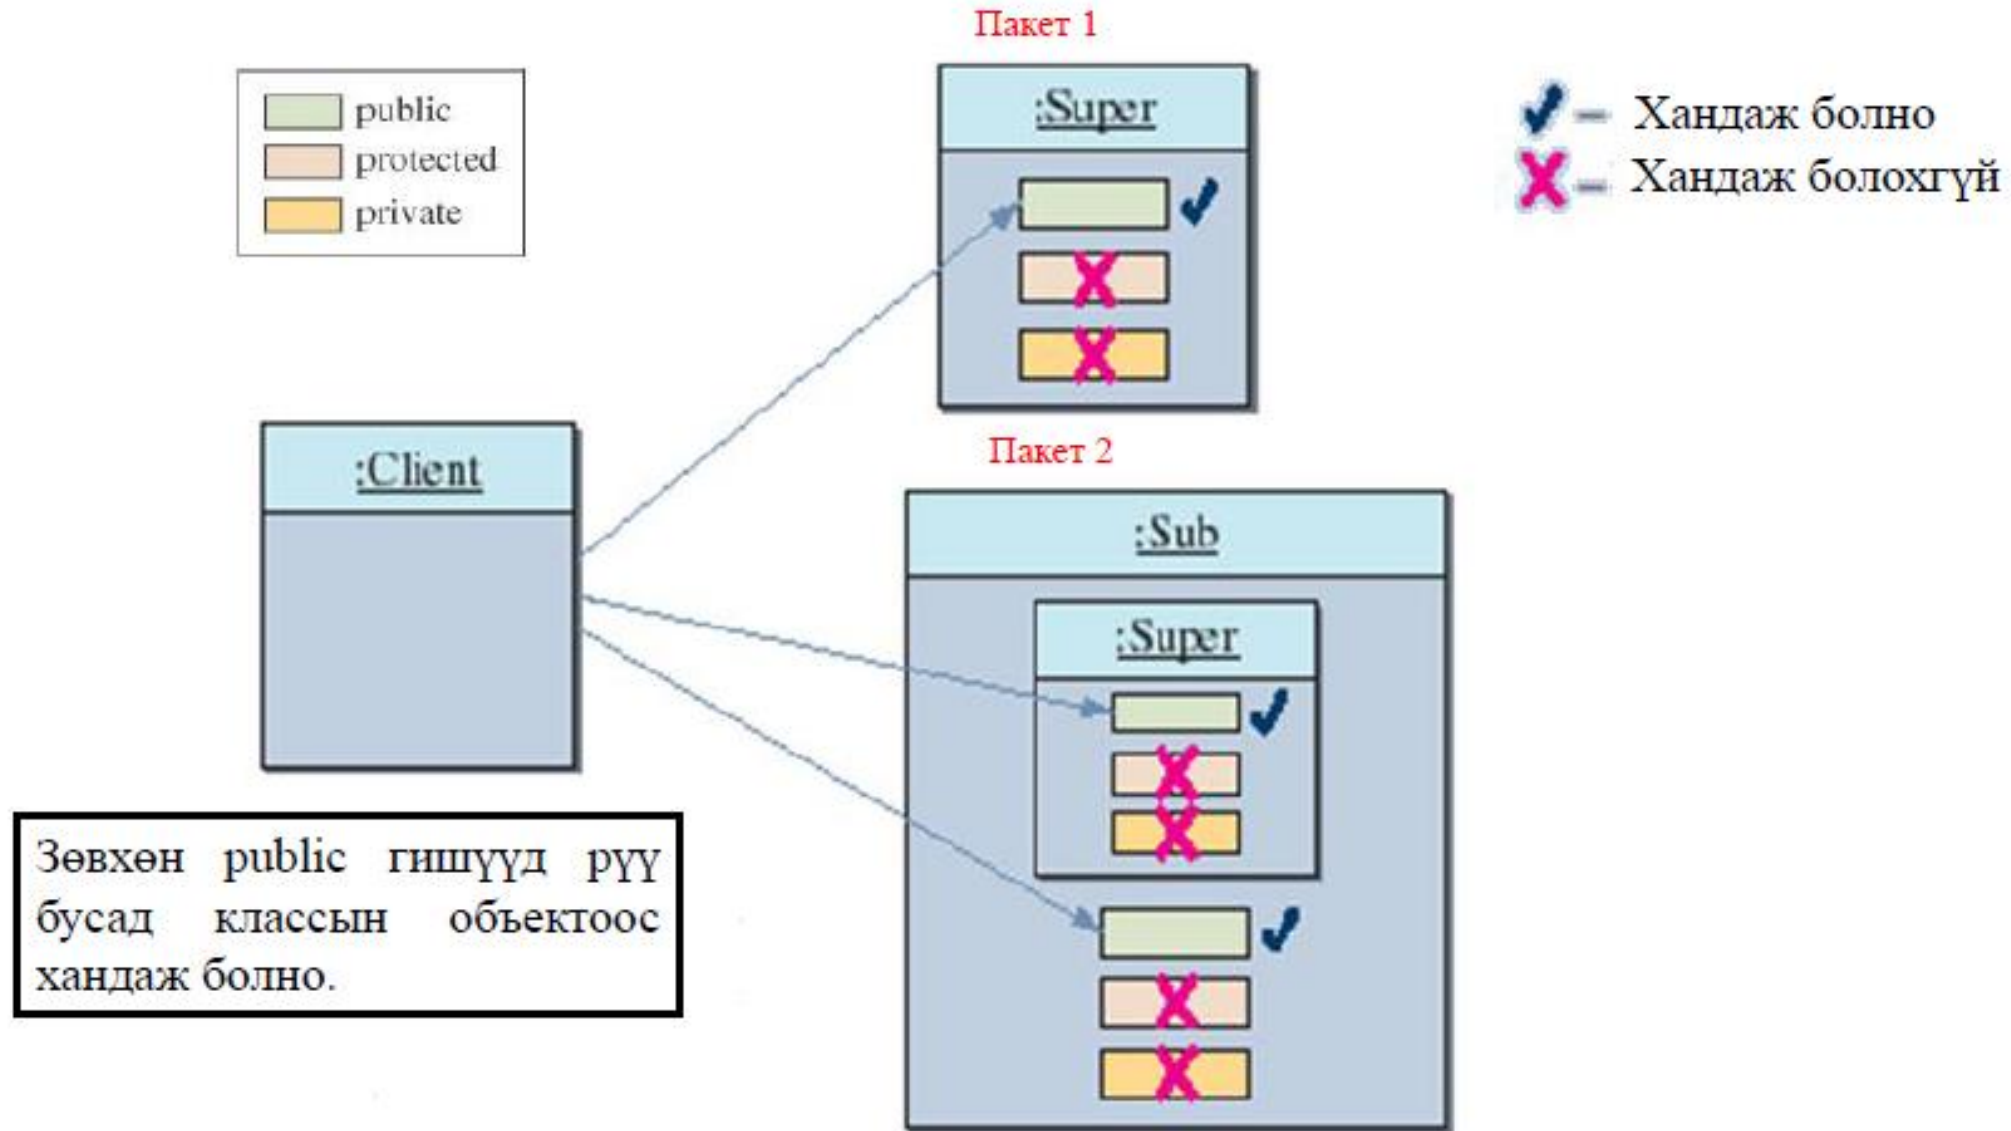 Пакет 1
public
protected
private
:Super
– Хандаж болно
– Хандаж болохгүй
:Client
Пакет 2
:Sub
:Super
Зөвхөн public гишүүд рүү
бусад классын объектоос
хандаж болно.